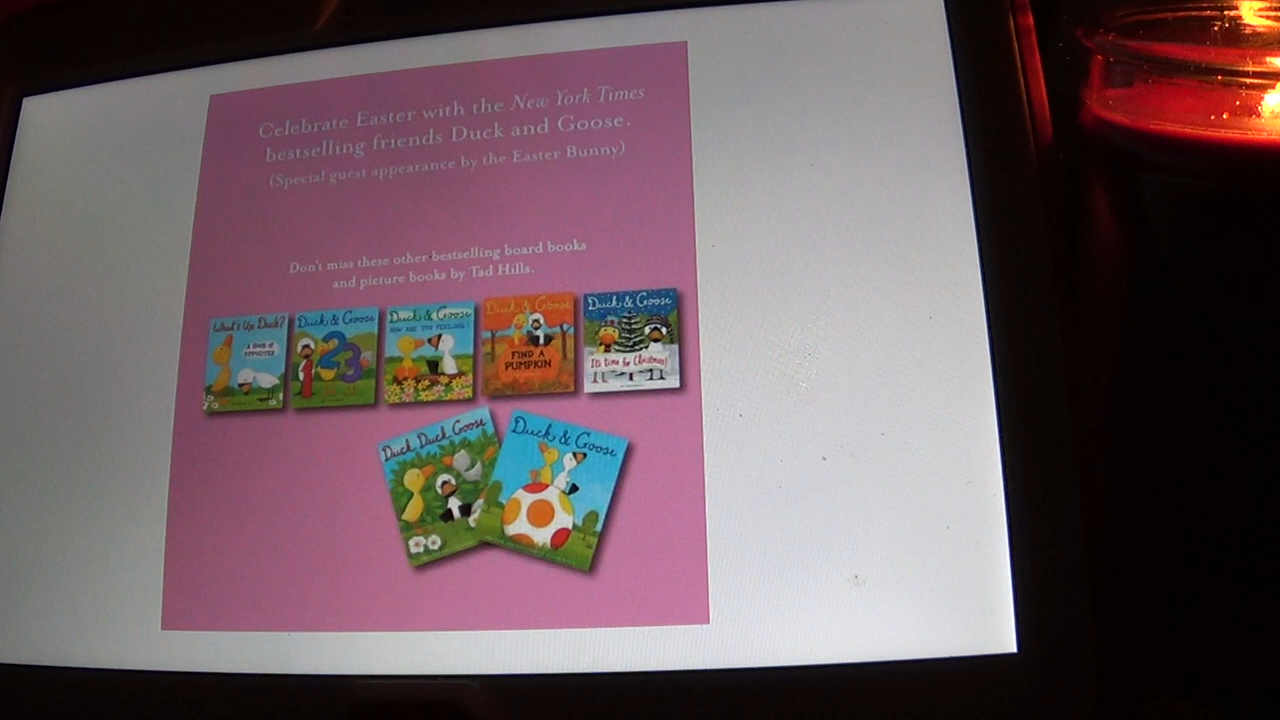 Celebrate Easter with the New York Times
bestselling friends Duck and Goose.
(Special guest appearance by the Easter Bunny)
Don't miss these other bestselling board books
and picture books by Tad Hills.
What's Up, Duck?
A BOOK OF
OPPOSITES
Duck & Goose
1 2 3
Duck & Goose
HOW ARE YOU FEELING?
Duck & Goose
FIND A
PUMPKIN
Duck & Goose
It's time for Christmas!
Duck Duck Goose
Duck & Goose